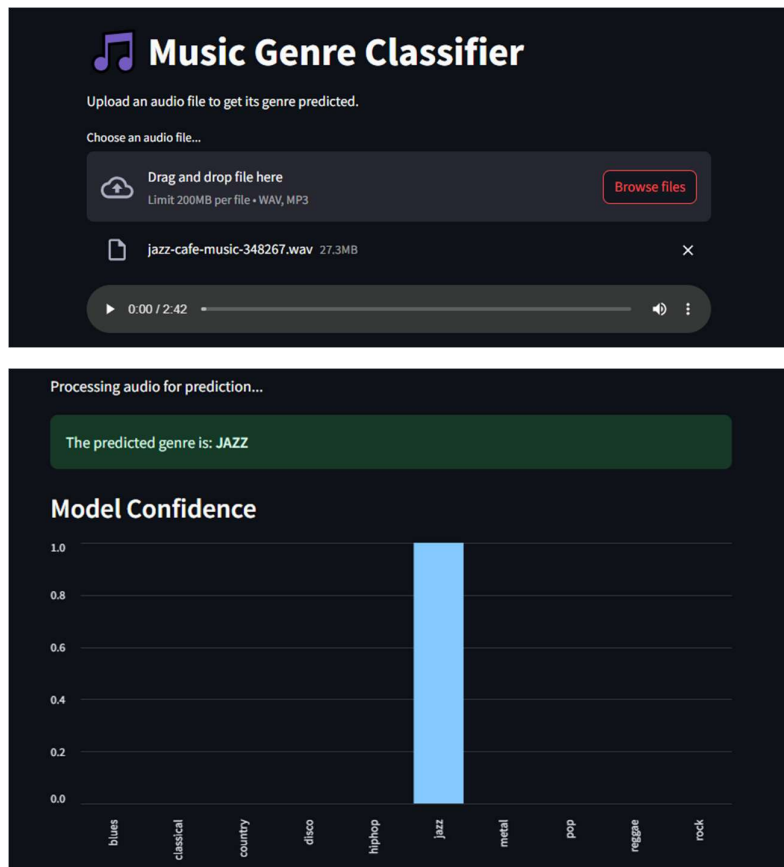 Music Genre Classifier
Upload an audio file to get its genre predicted.
Choose an audio file...
Drag and drop file here
Limit 200MB per file • WAV, MP3
Browse files
jazz-cafe-music-348267.wav 27.3MB
0:00 / 2:42
Processing audio for prediction...
The predicted genre is: JAZZ
Model Confidence
1.0
0.8
0.6
0.4
0.2
0.0
blues
classical
country
disco
hiphop
jazz
metal
pop
reggae
rock